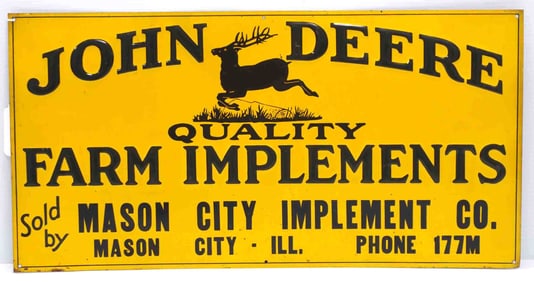 JOHN DEERE
QUALITY
FARM IMPLEMENTS
Sold by MASON CITY IMPLEMENT CO.
MASON CITY - ILL. PHONE 177M